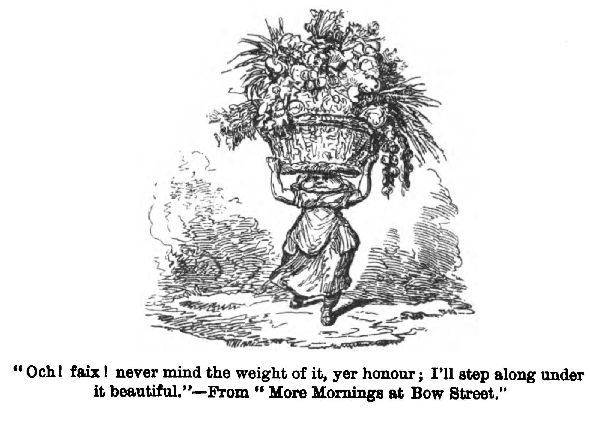 "Och! faix! never mind the weight of it, yer honour; I'll step along under
it beautiful."—From "More Mornings at Bow Street."